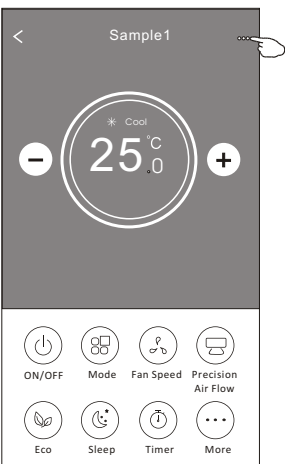 Sample1
Cool
25.0°C
ON/OFF Mode Fan Speed Precision Air Flow
Eco Sleep Timer More